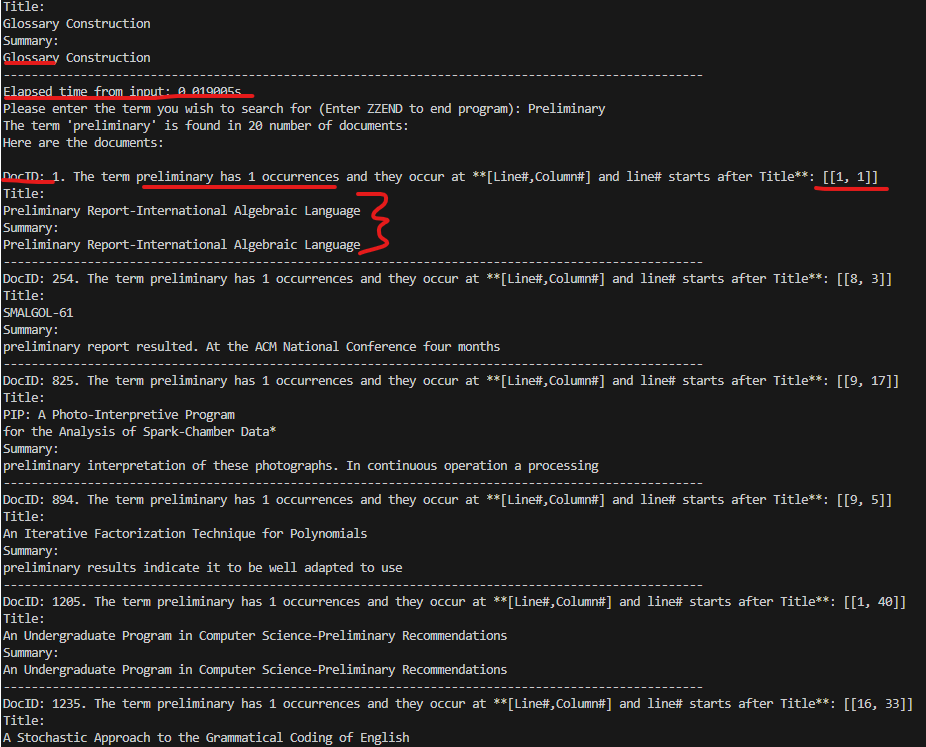 Title:
Glossary Construction
Summary:
Glossary Construction
----------------------------------------------------------------------------------------------------
Elapsed time from input: 0.019005s
Please enter the term you wish to search for (Enter ZZEND to end program): Preliminary
The term 'preliminary' is found in 20 number of documents:
Here are the documents:
DocID: 1. The term preliminary has 1 occurrences and they occur at **[Line#,Column#] and line# starts after Title**: [[1, 1]]
Title:
Preliminary Report-International Algebraic Language
Summary:
Preliminary Report-International Algebraic Language
----------------------------------------------------------------------------------------------------
DocID: 254. The term preliminary has 1 occurrences and they occur at **[Line#,Column#] and line# starts after Title**: [[8, 3]]
Title:
SMALGOL-61
Summary:
preliminary report resulted. At the ACM National Conference four months
----------------------------------------------------------------------------------------------------
DocID: 825. The term preliminary has 1 occurrences and they occur at **[Line#,Column#] and line# starts after Title**: [[9, 17]]
Title:
PIP: A Photo-Interpretive Program
for the Analysis of Spark-Chamber Data*
Summary:
preliminary interpretation of these photographs. In continuous operation a processing
----------------------------------------------------------------------------------------------------
DocID: 894. The term preliminary has 1 occurrences and they occur at **[Line#,Column#] and line# starts after Title**: [[9, 5]]
Title:
An Iterative Factorization Technique for Polynomials
Summary:
preliminary results indicate it to be well adapted to use
----------------------------------------------------------------------------------------------------
DocID: 1205. The term preliminary has 1 occurrences and they occur at **[Line#,Column#] and line# starts after Title**: [[1, 40]]
Title:
An Undergraduate Program in Computer Science-Preliminary Recommendations
Summary:
An Undergraduate Program in Computer Science-Preliminary Recommendations
----------------------------------------------------------------------------------------------------
DocID: 1235. The term preliminary has 1 occurrences and they occur at **[Line#,Column#] and line# starts after Title**: [[16, 33]]
Title:
A Stochastic Approach to the Grammatical Coding of English